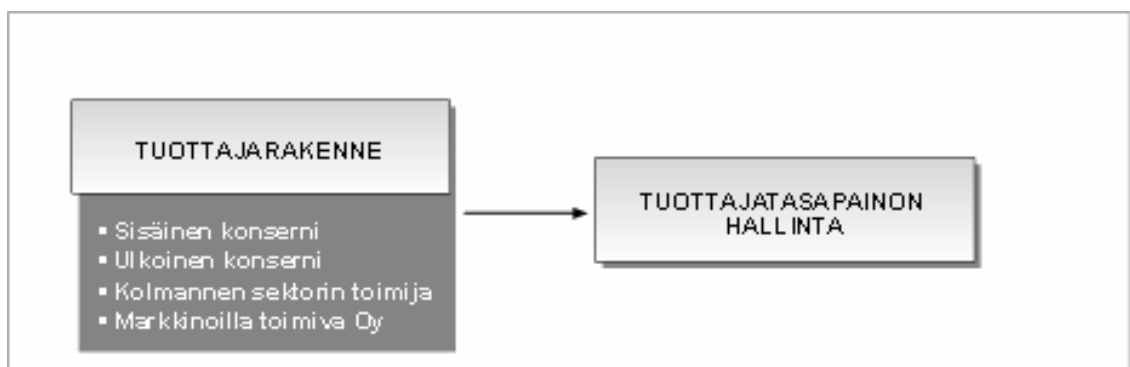 TUOTTAJARAKENNE
▪ Sisäinen konserni
▪ Ulkoinen konserni
▪ Kolmannen sektorin toimija
▪ Markkinoilla toimiva Oy
TUOTTAJATASAPAINON
HALLINTA